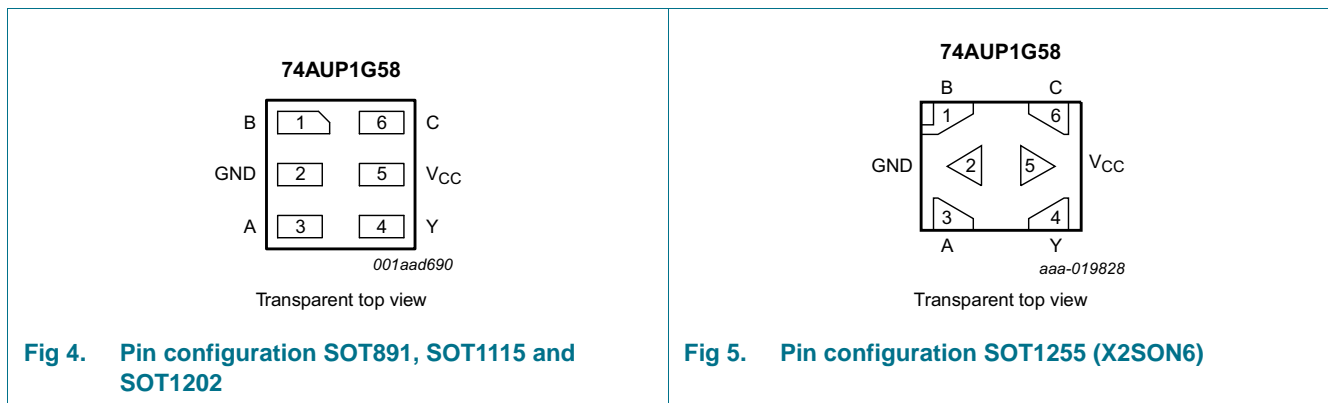 74AUP1G58
B 1 6 C
GND 2 5 VCC
A 3 4 Y
001aad690
Transparent top view
Fig 4. Pin configuration SOT891, SOT1115 and
SOT1202
74AUP1G58
B C
1 6
GND 2 5 VCC
3 4
A Y
aaa-019828
Transparent top view
Fig 5. Pin configuration SOT1255 (X2SON6)